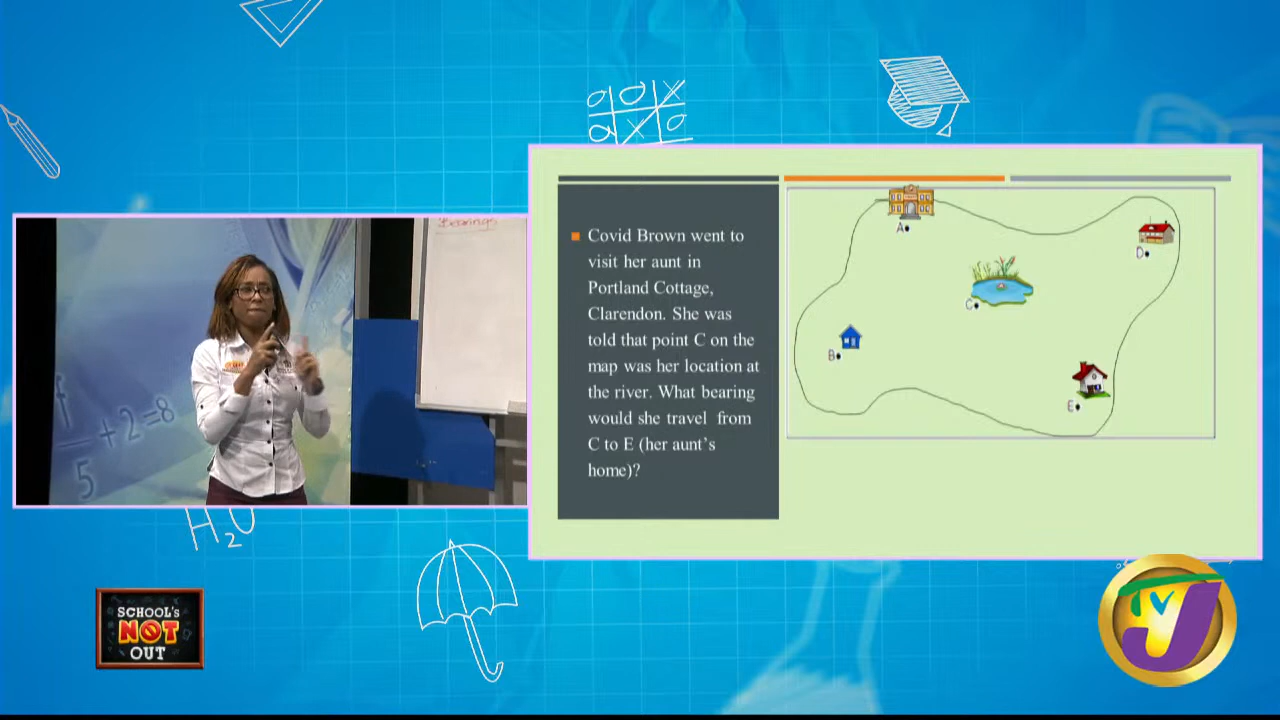 O O X
O X O
Bearings
f/5 + 2 = 8
H₂O
Covid Brown went to
visit her aunt in
Portland Cottage,
Clarendon. She was
told that point C on the
map was her location at
the river. What bearing
would she travel from
C to E (her aunt's
home)?
A
D
C
B
E
SCHOOL'S
NOT
OUT
TVJ